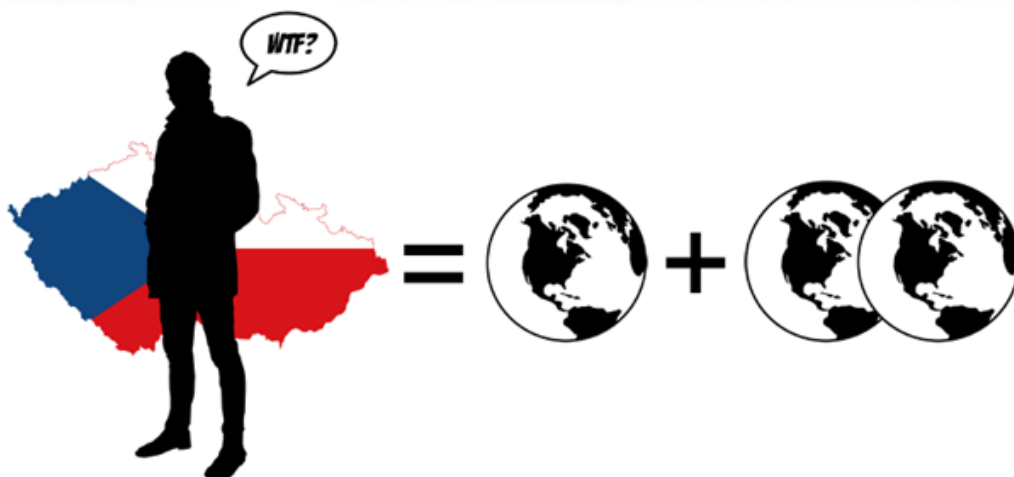 WTF?
=
+